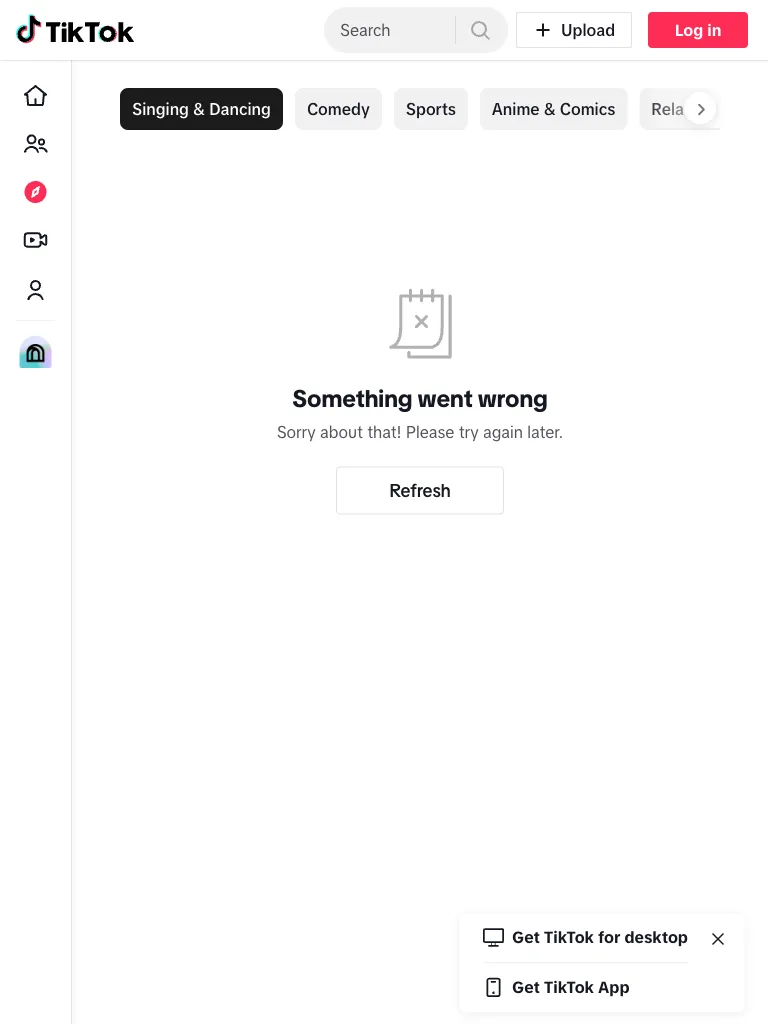 TikTok
Search
Upload
Log in
Singing & Dancing
Comedy
Sports
Anime & Comics
Rela
Something went wrong
Sorry about that! Please try again later.
Refresh
Get TikTok for desktop
Get TikTok App